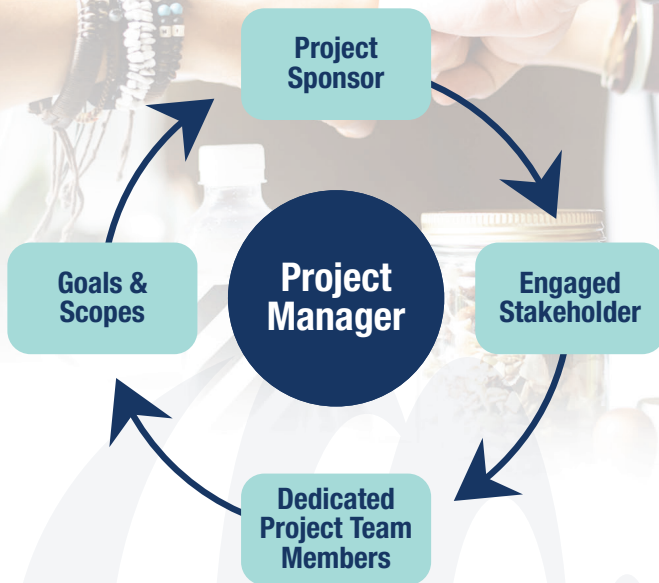 Project
Sponsor
Goals &
Scopes
Project
Manager
Engaged
Stakeholder
Dedicated
Project Team
Members